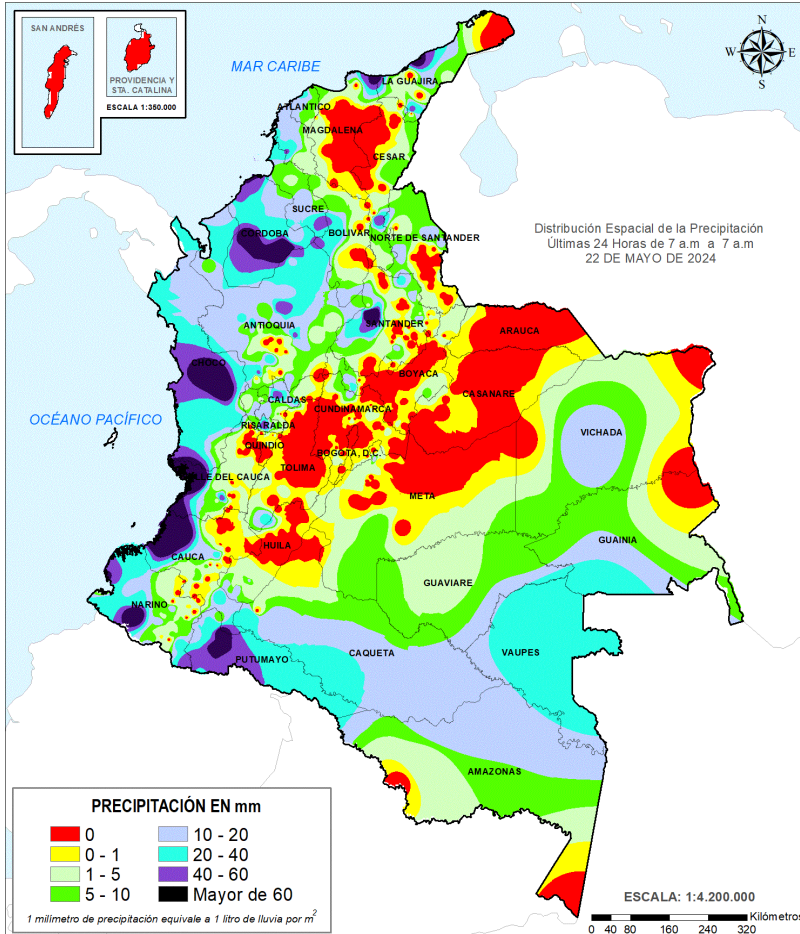 SAN ANDRÉS
PROVIDENCIA Y
STA. CATALINA
ESCALA 1:350.000
MAR CARIBE
N
W
E
S
LA GUAJIRA
ATLANTICO
MAGDALENA
CESAR
SUCRE
CORDOBA
BOLIVAR
NORTE DE SANTANDER
Distribución Espacial de la Precipitación
Últimas 24 Horas de 7 a.m a 7 a.m
22 DE MAYO DE 2024
ANTIOQUIA
SANTANDER
ARAUCA
CHOCO
BOYACA
CASANARE
CALDAS
CUNDINAMARCA
OCÉANO PACÍFICO
RISARALDA
VICHADA
QUINDIO
BOGOTA, D.C.
TOLIMA
LE DEL CAUCA
META
HUILA
GUAINIA
CAUCA
GUAVIARE
NARIÑO
CAQUETA
VAUPES
PUTUMAYO
AMAZONAS
PRECIPITACIÓN EN mm
0
10 - 20
0 - 1
20 - 40
1 - 5
40 - 60
5 - 10
Mayor de 60
1 milímetro de precipitación equivale a 1 litro de lluvia por m2
ESCALA: 1:4.200.000
Kilómetros
0 40 80 160 240 320